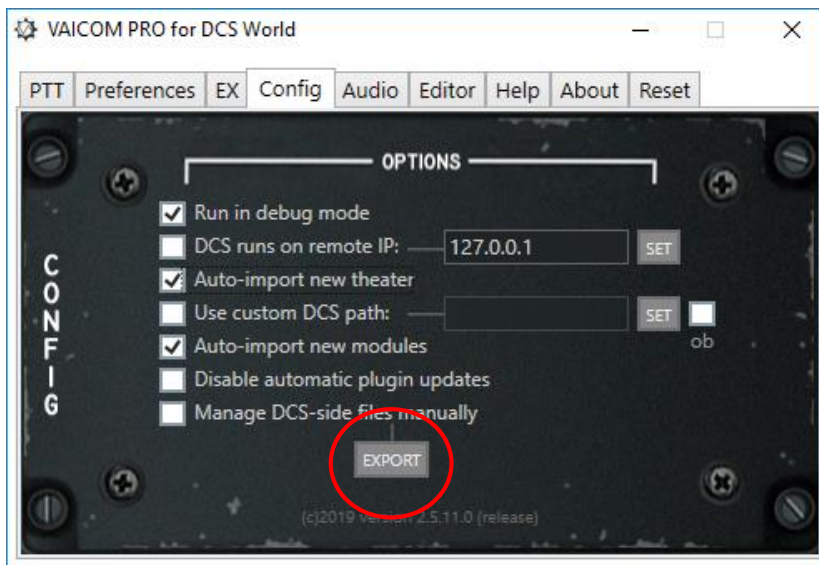 VAICOM PRO for DCS World
PTT Preferences EX Config Audio Editor Help About Reset
OPTIONS
Run in debug mode
DCS runs on remote IP: 127.0.0.1 SET
Auto-import new theater
Use custom DCS path: SET
ob
Auto-import new modules
Disable automatic plugin updates
Manage DCS-side files manually
CONFIG
EXPORT
(c)2019 version 2.5.11.0 (release)